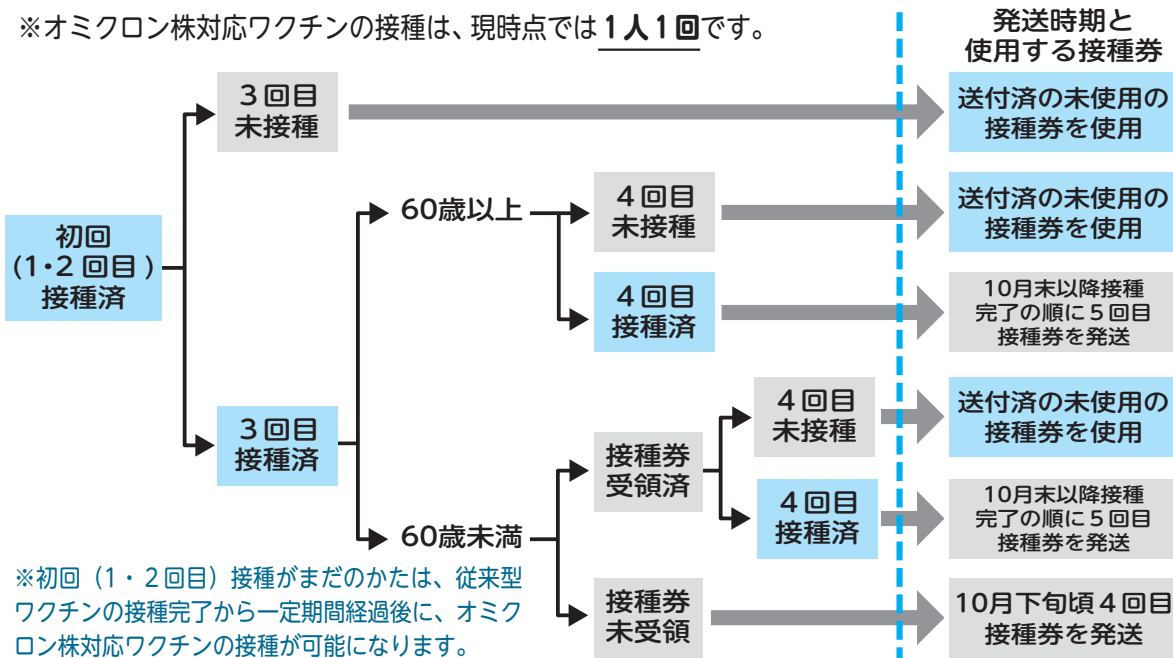 ※オミクロン株対応ワクチンの接種は、現時点では1人1回です。
発送時期と
使用する接種券
3回目
未接種
送付済の未使用の
接種券を使用
60歳以上
4回目
未接種
送付済の未使用の
接種券を使用
初回
(1・2回目)
接種済
4回目
接種済
10月末以降接種
完了の順に5回目
接種券を発送
3回目
接種済
4回目
未接種
送付済の未使用の
接種券を使用
接種券
受領済
4回目
接種済
10月末以降接種
完了の順に5回目
接種券を発送
60歳未満
接種券
未受領
10月下旬頃4回目
接種券を発送
※初回(1・2回目)接種がまだのかたは、従来型
ワクチンの接種完了から一定期間経過後に、オミク
ロン株対応ワクチンの接種が可能になります。